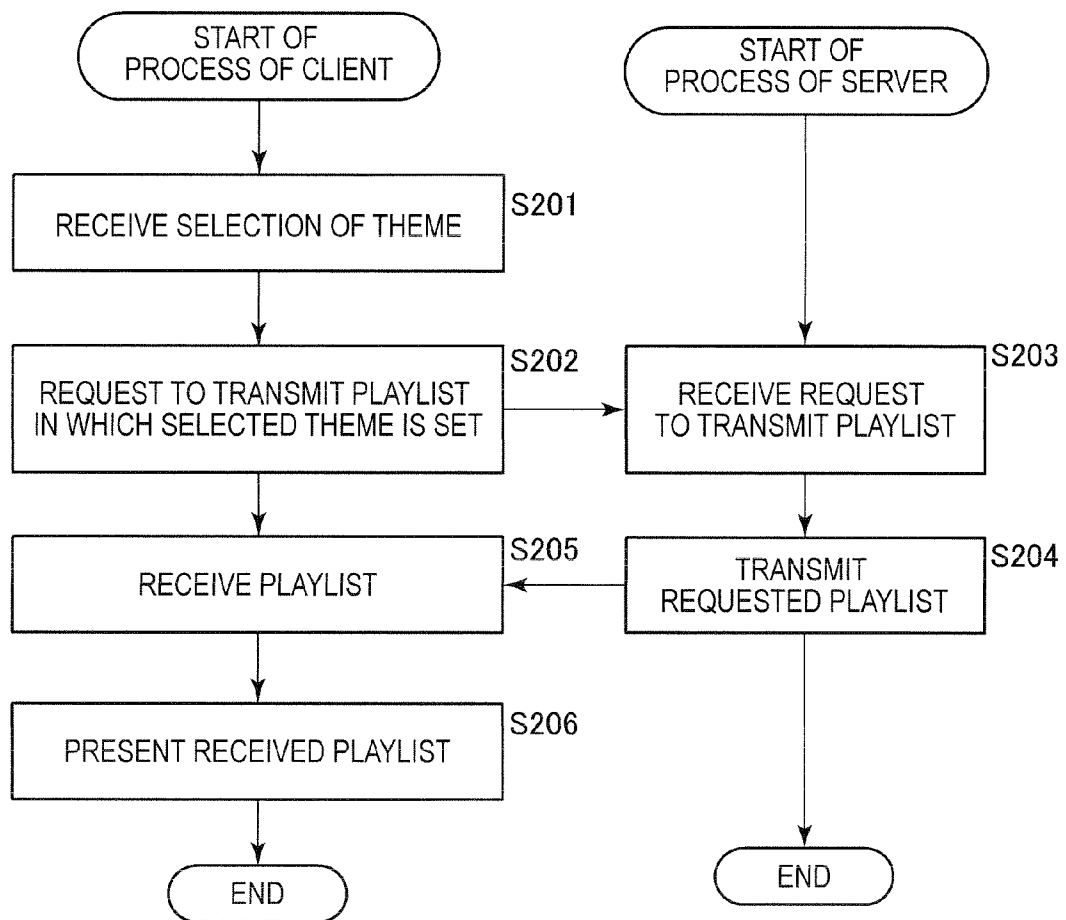 START OF
PROCESS OF CLIENT
RECEIVE SELECTION OF THEME
S201
REQUEST TO TRANSMIT PLAYLIST
IN WHICH SELECTED THEME IS SET
S202
RECEIVE PLAYLIST
S205
PRESENT RECEIVED PLAYLIST
S206
END
START OF
PROCESS OF SERVER
RECEIVE REQUEST
TO TRANSMIT PLAYLIST
S203
TRANSMIT
REQUESTED PLAYLIST
S204
END